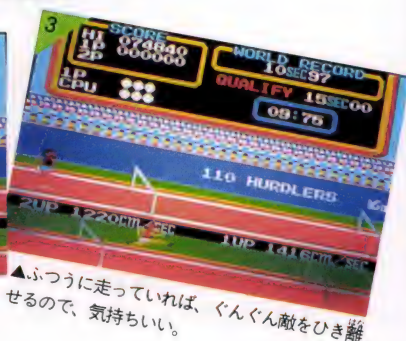 3
SCORE
HI 074840
1P 000000
2P
WORLD RECORD
10SEC97
QUALIFY 15SEC00
09:75
1P
CPU
110 HURDLERS
2UP 1220CM/SEC
1UP 1416CM/SEC
▲ふつうに走っていれば、ぐんぐん敵をひき離
せるので、気持ちいい。